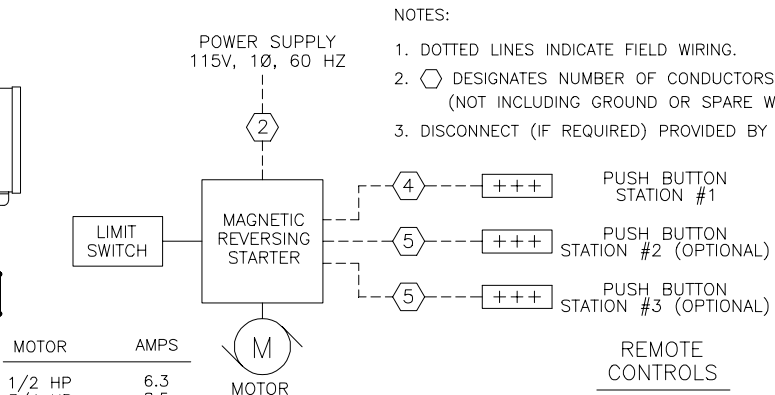 NOTES:
1. DOTTED LINES INDICATE FIELD WIRING.
2. DESIGNATES NUMBER OF CONDUCTORS
(NOT INCLUDING GROUND OR SPARE
3. DISCONNECT (IF REQUIRED) PROVIDED BY
POWER SUPPLY
115V, 1Ø, 60 HZ
2
LIMIT
SWITCH
MAGNETIC
REVERSING
STARTER
4
+++
PUSH BUTTON
STATION #1
5
+++
PUSH BUTTON
STATION #2 (OPTIONAL)
5
+++
PUSH BUTTON
STATION #3 (OPTIONAL)
M
MOTOR
REMOTE
CONTROLS
MOTOR AMPS
1/2 HP 6.3